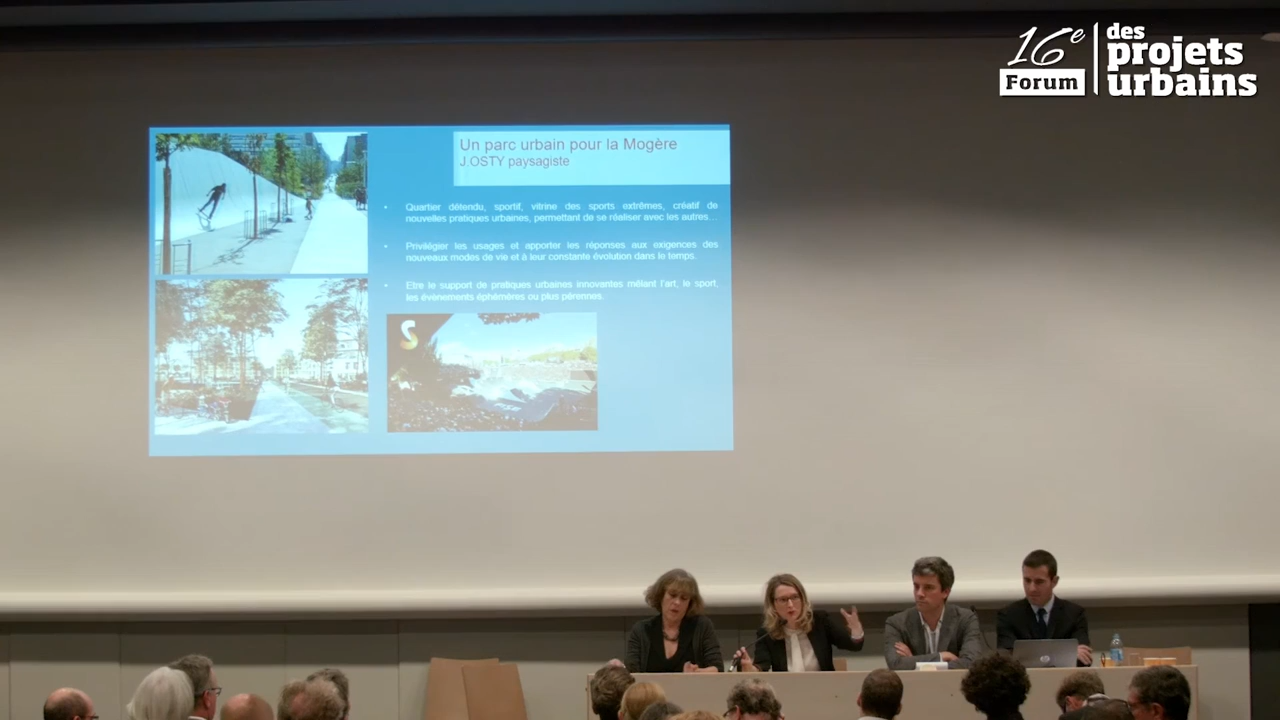 16e
Forum
des
projets
urbains
Un parc urbain pour la Mogère
J.OSTY paysagiste
• Quartier détendu, sportif, vitrine des sports extrêmes, créatif de
nouvelles pratiques urbaines, permettant de se réaliser avec les autres…
• Privilégier les usages et apporter les réponses aux exigences des
nouveaux modes de vie et à leur constante évolution dans le temps.
• Etre le support de pratiques urbaines innovantes mêlant l'art, le sport,
les évènements éphémères ou plus pérennes.
S